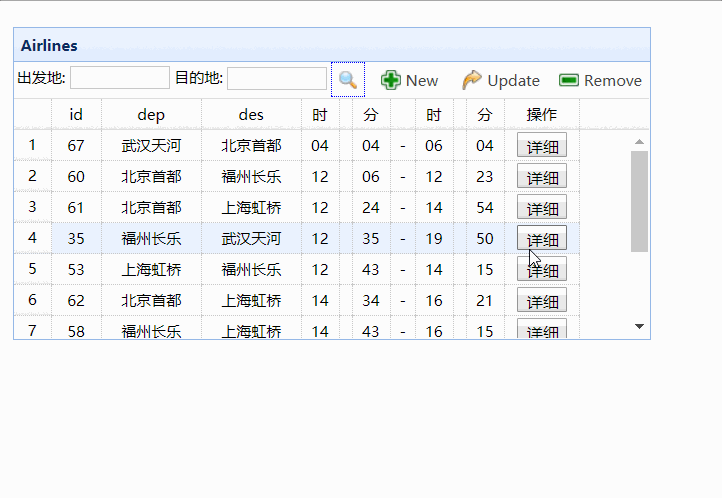 Airlines
出发地: 目的地: New Update Remove
id dep des 时 分 时 分 操作
1 67 武汉天河 北京首都 04 04 - 06 04 详细
2 60 北京首都 福州长乐 12 06 - 12 23 详细
3 61 北京首都 上海虹桥 12 24 - 14 54 详细
4 35 福州长乐 武汉天河 12 35 - 19 50 详细
5 53 上海虹桥 福州长乐 12 43 - 14 15 详细
6 62 北京首都 上海虹桥 14 34 - 16 21 详细
7 58 福州长乐 上海虹桥 14 43 - 16 15 详细